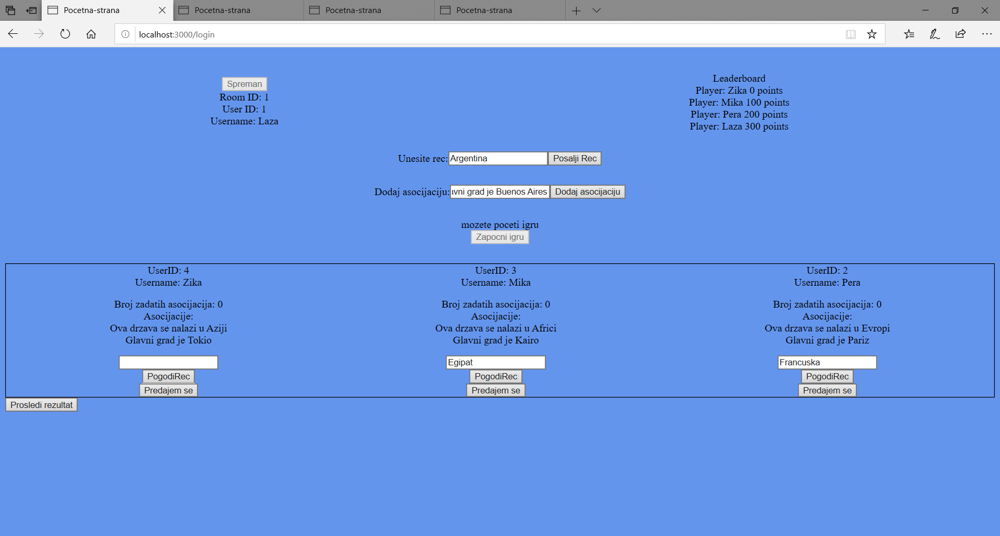 Pocetna-strana
Pocetna-strana
Pocetna-strana
Pocetna-strana
localhost:3000/login
Spreman
Room ID: 1
User ID: 1
Username: Laza
Leaderboard
Player: Zika 0 points
Player: Mika 100 points
Player: Pera 200 points
Player: Laza 300 points
Unesite rec: Argentina Posalji Rec
Dodaj asocijaciju: avni grad je Buenos Aires Dodaj asocijaciju
mozete poceti igru
Zapocni igru
UserID: 4
Username: Zika
Broj zadatih asocijacija: 0
Asocijacije:
Ova drzava se nalazi u Aziji
Glavni grad je Tokio
PogodiRec
Predajem se
UserID: 3
Username: Mika
Broj zadatih asocijacija: 0
Asocijacije:
Ova drzava se nalazi u Africi
Glavni grad je Kairo
Egipat
PogodiRec
Predajem se
UserID: 2
Username: Pera
Broj zadatih asocijacija: 0
Asocijacije:
Ova drzava se nalazi u Evropi
Glavni grad je Pariz
Francuska
PogodiRec
Predajem se
Prosledi rezultat